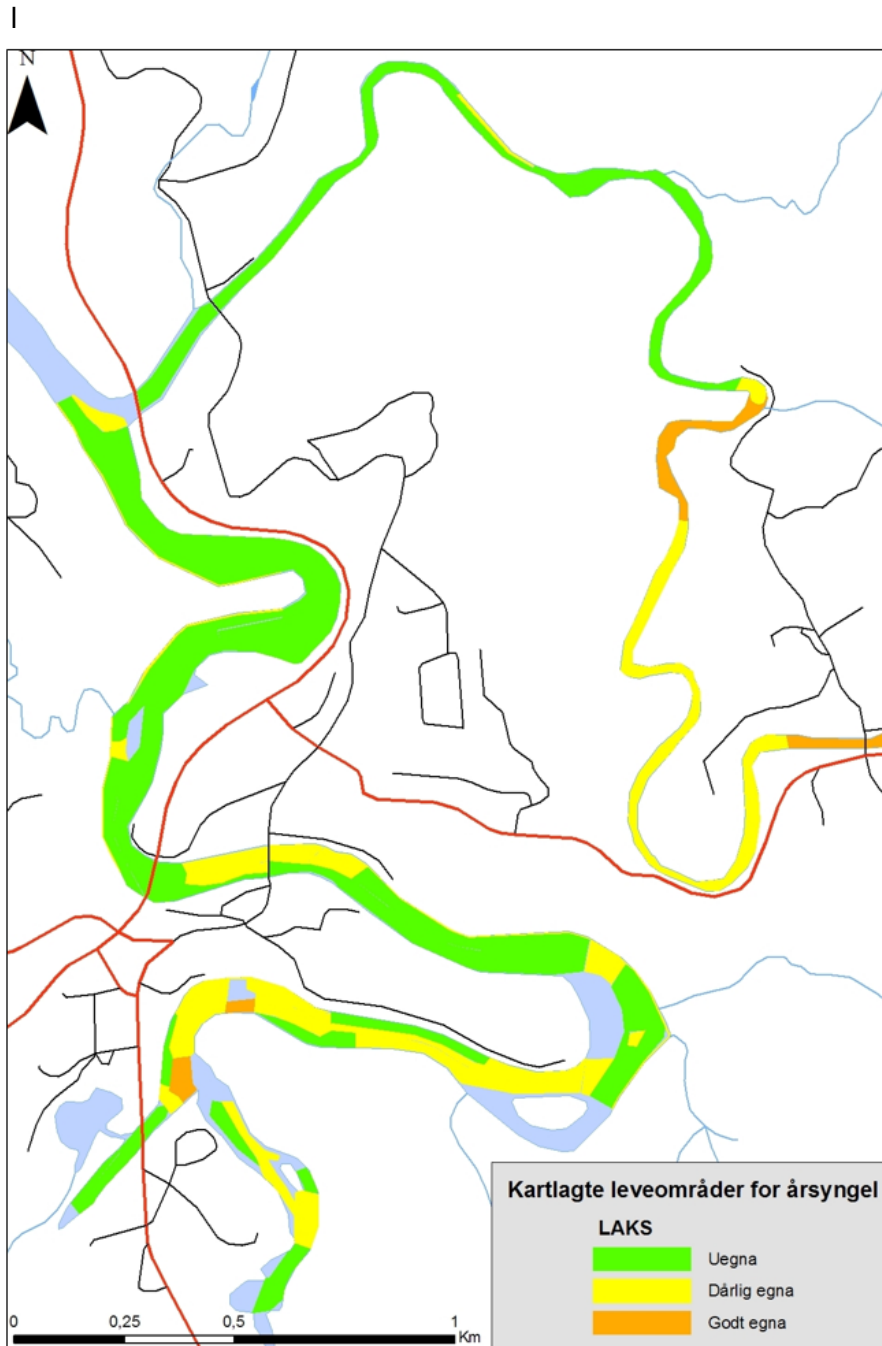 l
N
Kartlagte leveområder for årsyngel
LAKS
Uegna
Dårlig egna
Godt egna
0 0,25 0,5 1
Km